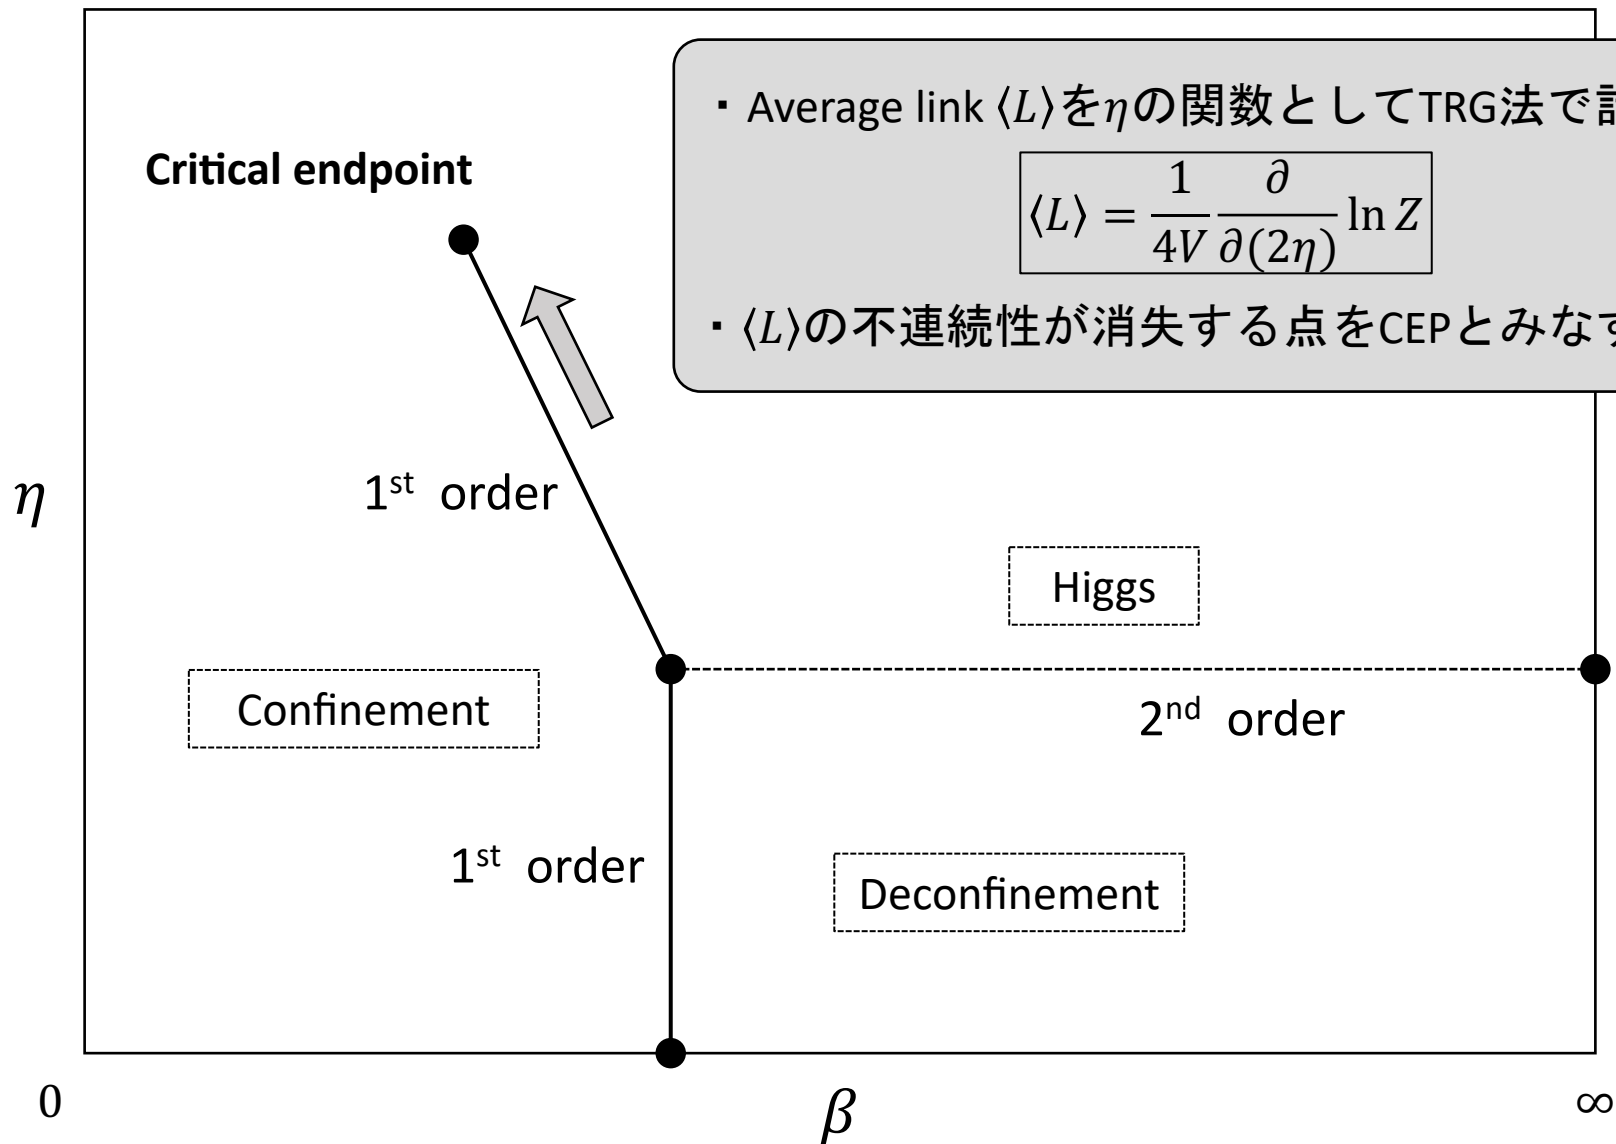 ・Average link ⟨L⟩をηの関数としてTRG法で
⟨L⟩ = 1/4V ∂/∂(2η) ln Z
・⟨L⟩の不連続性が消失する点をCEPとみなす
Critical endpoint
1st order
η
Higgs
Confinement
2nd order
1st order
Deconfinement
0
β
∞